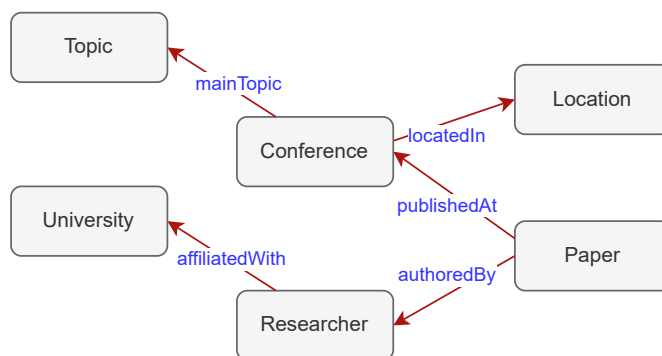 Topic
mainTopic
Location
Conference
locatedIn
publishedAt
University
affiliatedWith
Paper
authoredBy
Researcher